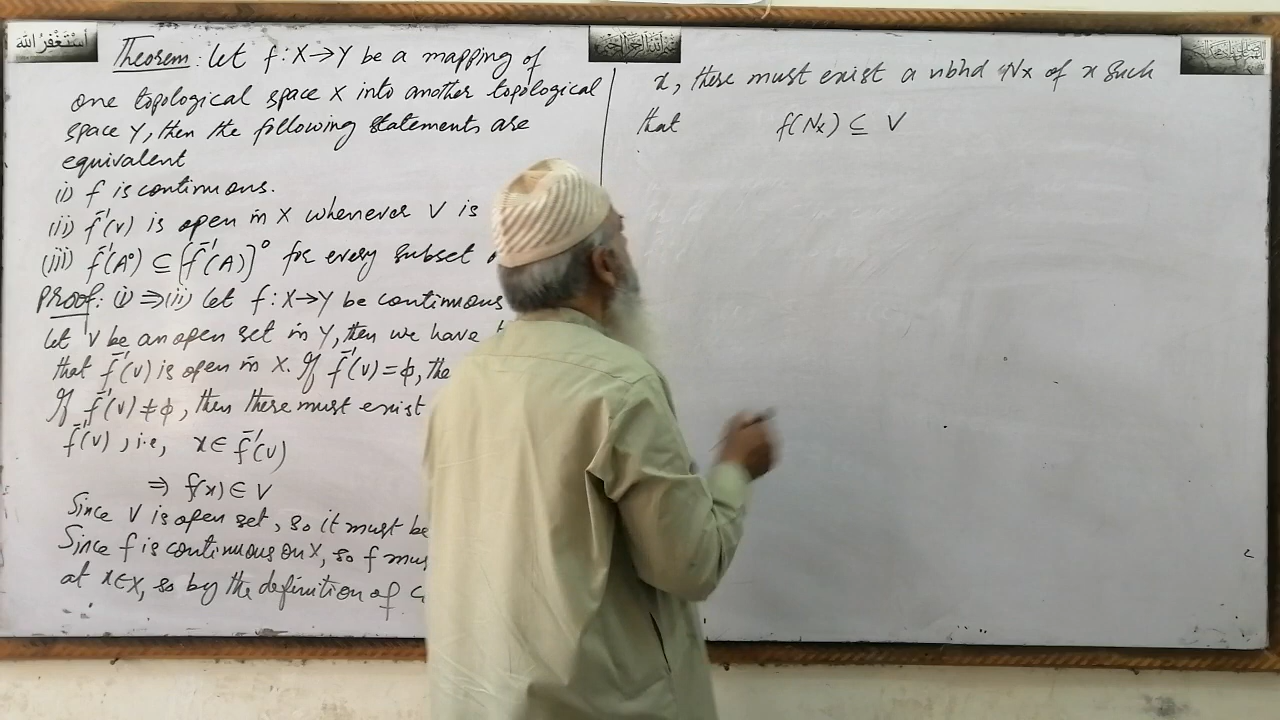 أستغفر الله
Theorem: Let f: X→Y be a mapping of
one topological space X into another topological
space Y, then the following statements are
equivalent
(i) f is continuous.
(ii) f⁻¹(V) is open in X whenever V is
(iii) f⁻¹(A°) ⊆ [f⁻¹(A)]° for every subset
Proof: (i) ⇒ (ii) Let f: X→Y be continuous
Let V be an open set in Y, then we have
that f⁻¹(V) is open in X. If f⁻¹(V) = φ, the
If f⁻¹(V) ≠ φ, then there must exist
f⁻¹(V), i.e, x ∈ f⁻¹(V)
⇒ f(x) ∈ V
Since V is open set, so it must be
Since f is continuous on X, so f mus
at x∈X, so by the definition of
x, there must exist a nbhd Nx of x such
that f(Nx) ⊆ V